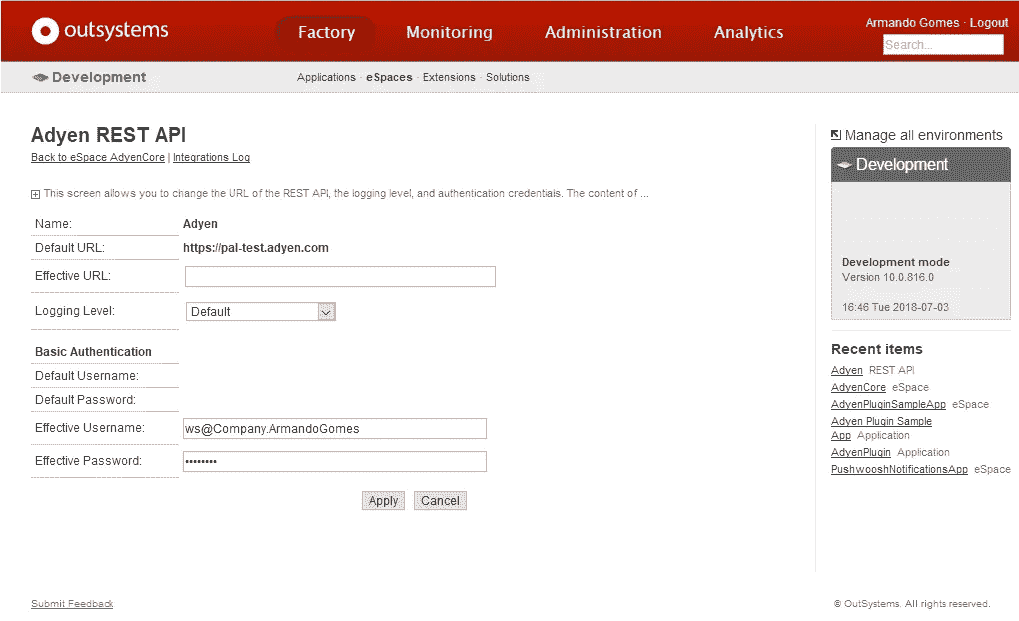 outsystems
Factory Monitoring Administration Analytics
Armando Gomes · Logout
Search...
Development
Applications · eSpaces · Extensions · Solutions
Adyen REST API
Back to eSpace AdyenCore | Integrations Log
This screen allows you to change the URL of the REST API, the logging level, and authentication credentials. The content of ...
Name: Adyen
Default URL: https://pal-test.adyen.com
Effective URL:
Logging Level: Default
Basic Authentication
Default Username:
Default Password:
Effective Username: ws@Company.ArmandoGomes
Effective Password: ••••••••
Apply Cancel
Manage all environments
Development
Development mode
Version 10.0.816.0
16:46 Tue 2018-07-03
Recent items
Adyen REST API
AdyenCore eSpace
AdyenPluginSampleApp eSpace
Adyen Plugin Sample
App Application
AdyenPlugin Application
PushwooshNotificationsApp eSpace
Submit Feedback
© OutSystems. All rights reserved.